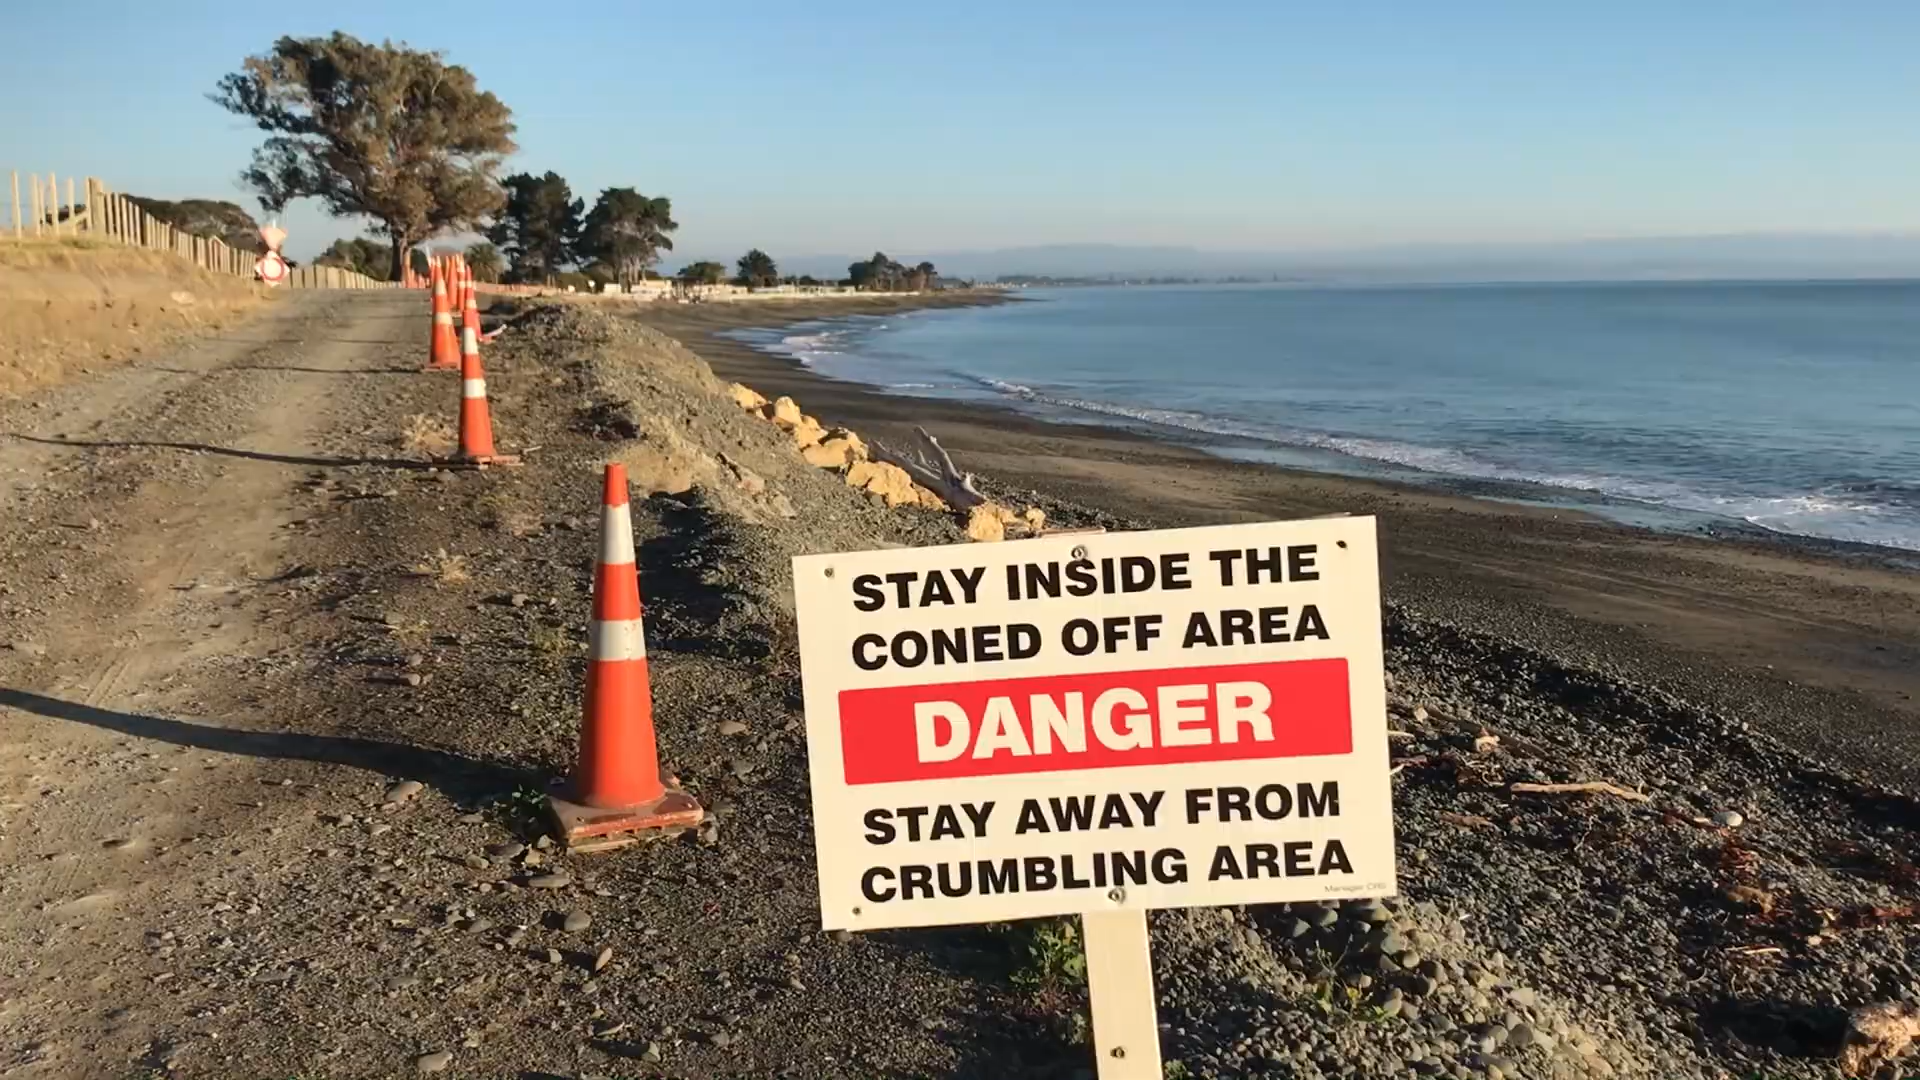 STAY INSIDE THE
CONED OFF AREA
DANGER
STAY AWAY FROM
CRUMBLING AREA